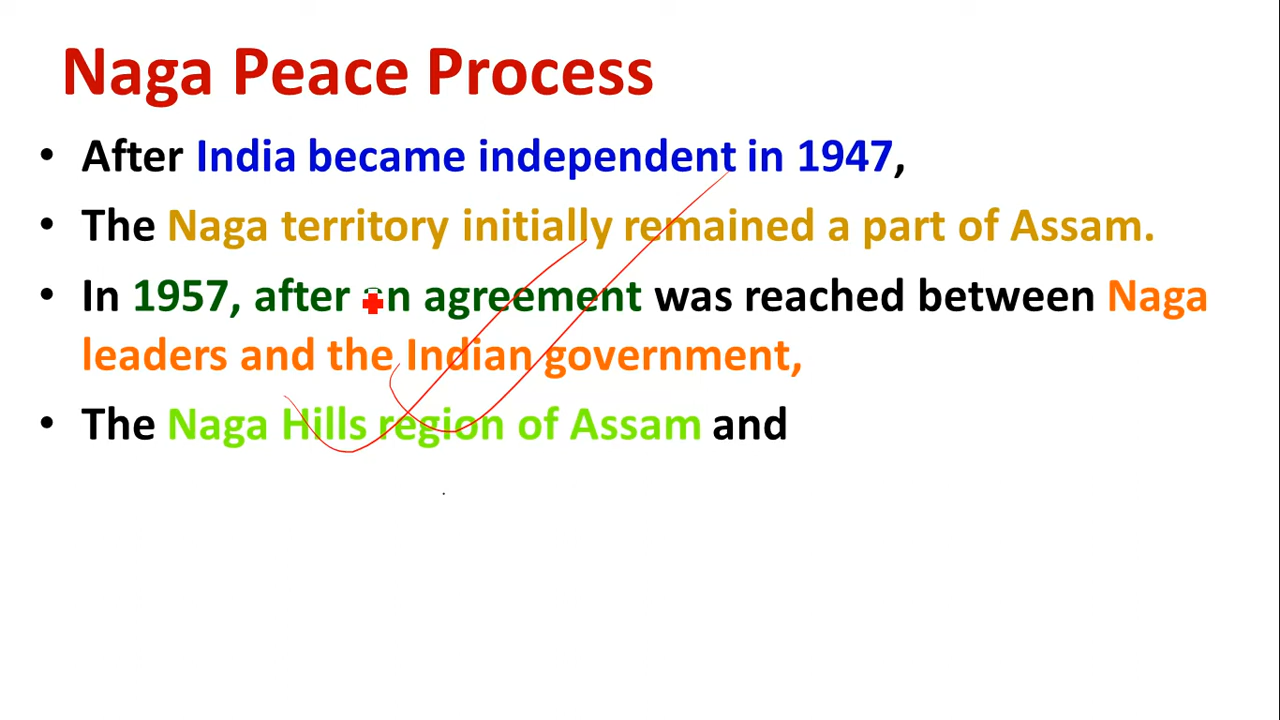 Naga Peace Process
• After India became independent in 1947,
• The Naga territory initially remained a part of Assam.
• In 1957, after an agreement was reached between Naga
leaders and the Indian government,
• The Naga Hills region of Assam and